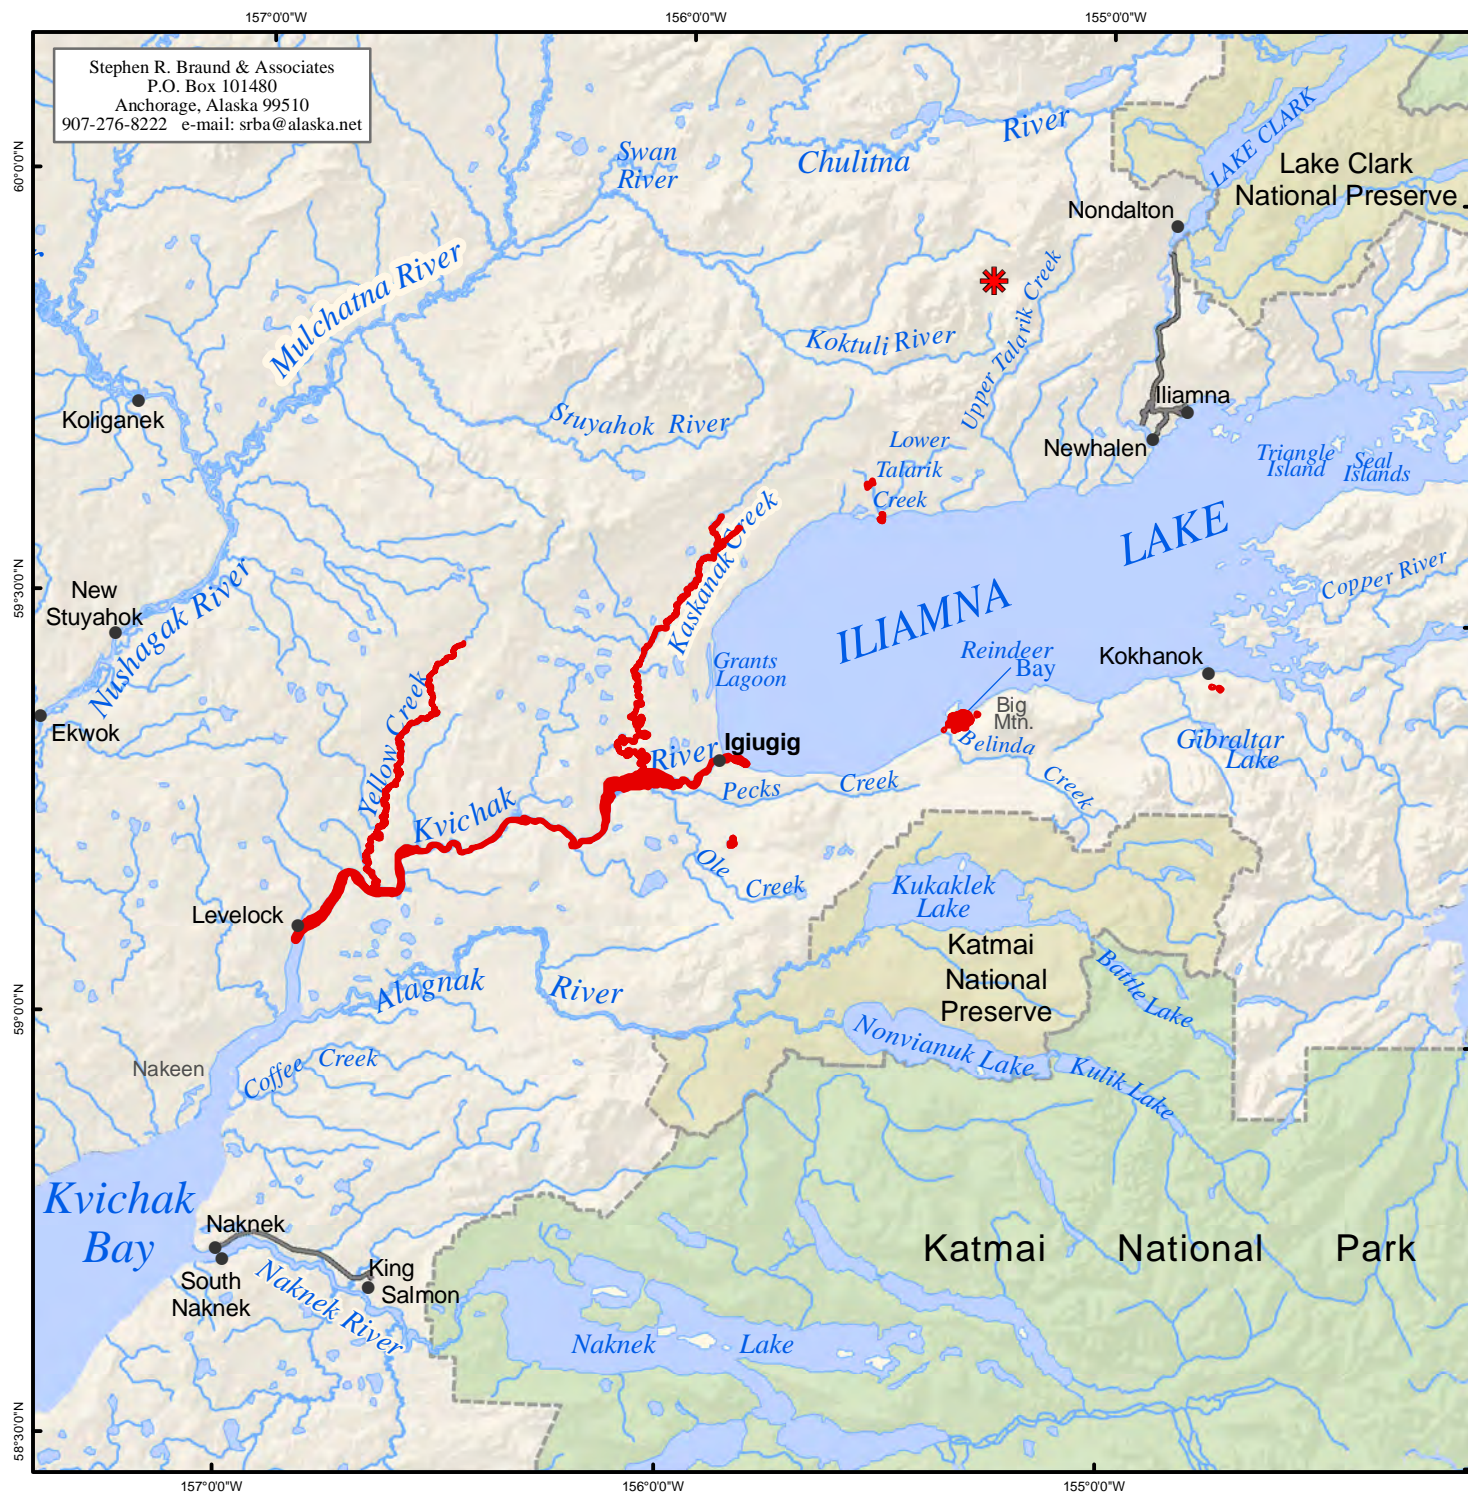 157°0'0"W
156°0'0"W
155°0'0"W
Stephen R. Braund & Associates
P.O. Box 101480
Anchorage, Alaska 99510
907-276-8222 e-mail: srba@alaska.net
60°0'0"N
59°30'0"N
59°0'0"N
58°30'0"N
Swan
River
Chulitna
River
LAKE CLARK
Lake Clark
National Preserve
Nondalton
Mulchatna River
Koktuli River
Upper Talarik Creek
Iliamna
Koliganek
Stuyahok River
Newhalen
Lower
Talarik
Creek
Triangle
Island
Seal
Islands
Kaskanak Creek
ILIAMNA
LAKE
Copper River
New
Stuyahok
Nushagak River
Ekwok
Grants
Lagoon
Reindeer
Bay
Kokhanok
Big
Mtn.
Belinda
Creek
Gibraltar
Lake
Yellow Creek
Igiugig
Kvichak
River
Pecks
Creek
Ole
Creek
Kukaklek
Lake
Levelock
Katmai
National
Preserve
Battle Lake
Alagnak
River
Nonvianuk Lake
Kulik Lake
Nakeen
Coffee Creek
Kvichak
Bay
Naknek
South
Naknek
King
Salmon
Naknek River
Katmai National Park
Naknek Lake
157°0'0"W
156°0'0"W
155°0'0"W